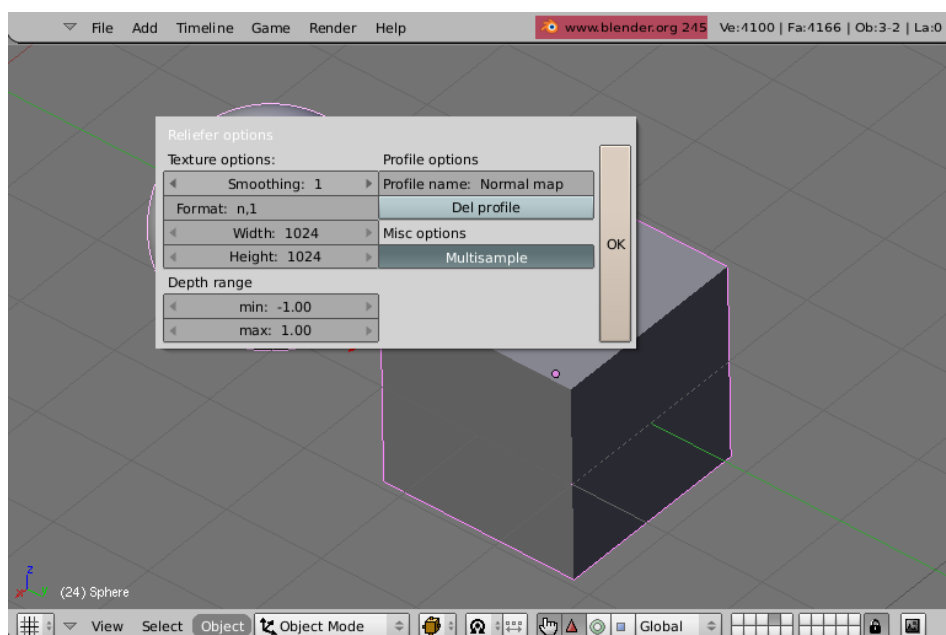 File Add Timeline Game Render Help www.blender.org 245 Ve:4100 | Fa:4166 | Ob:3-2 | La:0
Reliefer options
Texture options:
Smoothing: 1
Format: n,1
Width: 1024
Height: 1024
Depth range
min: -1.00
max: 1.00
Profile options
Profile name: Normal map
Del profile
Misc options
Multisample
OK
z
x
(24) Sphere
View Select Object Object Mode Global